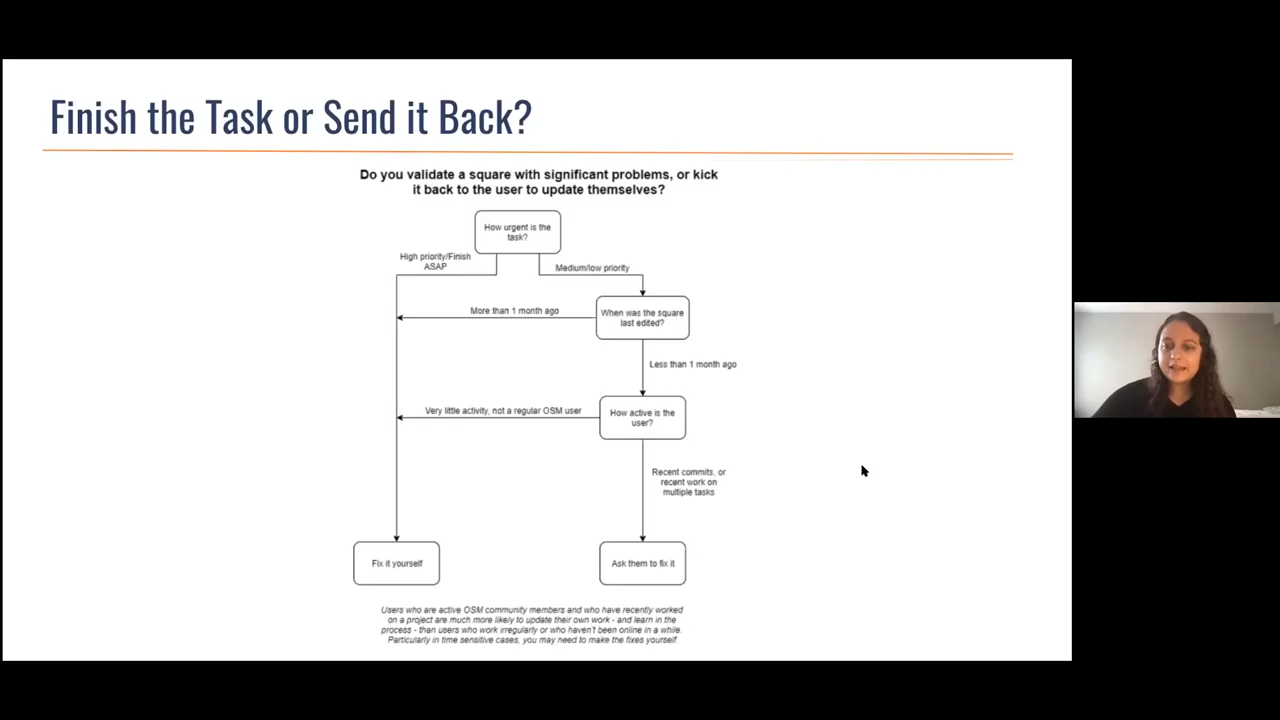 Finish the Task or Send it Back?
Do you validate a square with significant problems, or kick
it back to the user to update themselves?
How urgent is the
task?
High priority/Finish
ASAP
Medium/low priority
More than 1 month ago
When was the square
last edited?
Less than 1 month ago
Very little activity, not a regular OSM user
How active is the
user?
Recent commits, or
recent work on
multiple tasks
Fix it yourself
Ask them to fix it
Users who are active OSM community members and who have recently worked
on a project are much more likely to update their own work - and learn in the
process - than users who work irregularly or who haven't been online in a while.
Particularly in time sensitive cases, you may need to make the fixes yourself.